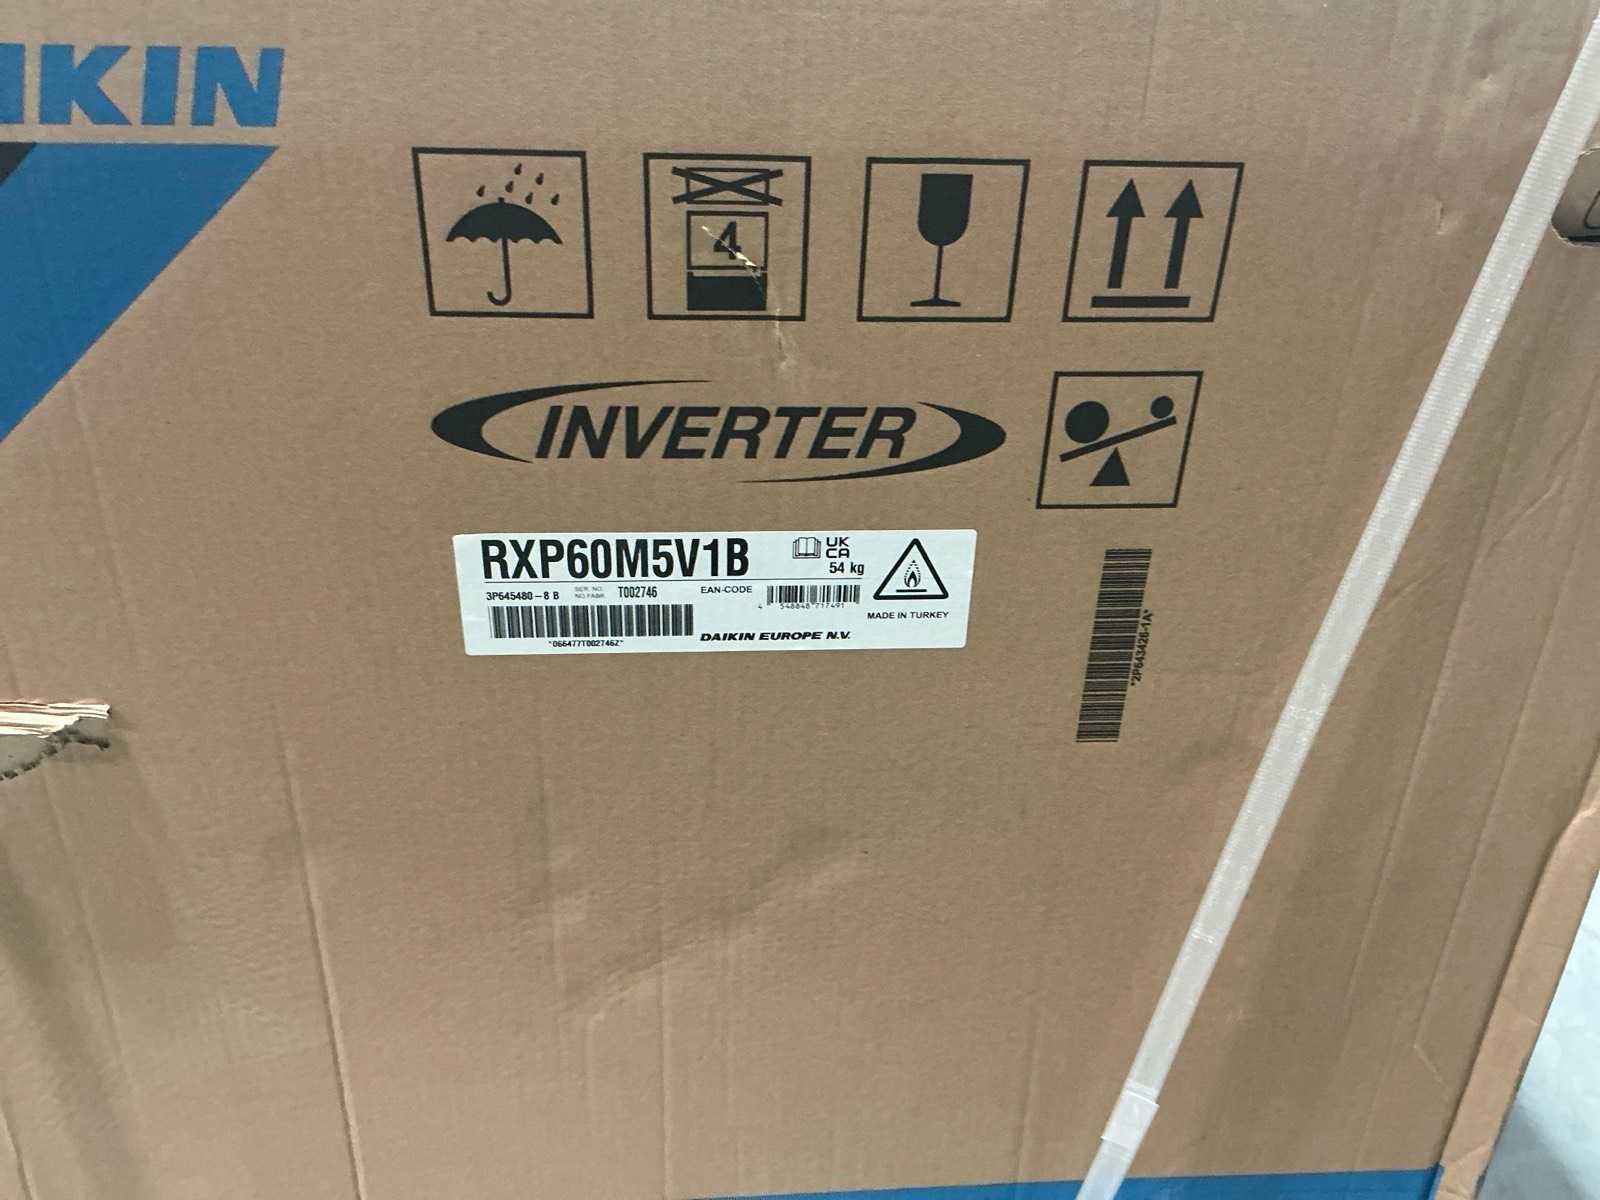 IKIN
4
INVERTER
RXP60M5V1B
UK
CA
54 kg
3P645480-8 B
SER. NO.
NO.FABR.
T002746
EAN-CODE
4 548848 717491
MADE IN TURKEY
*066477T002746Z*
DAIKIN EUROPE N.V.
*2P643426-1A*